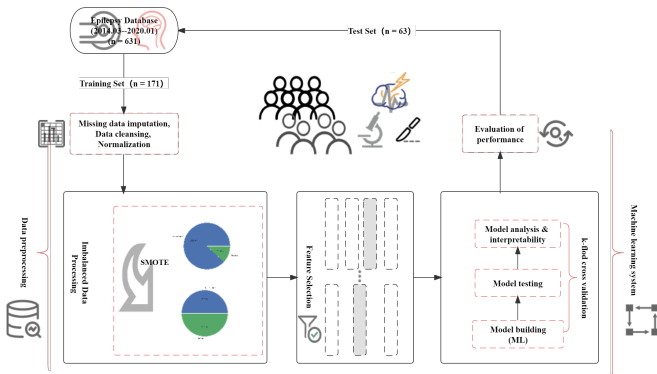 Epilepsy Database
(2014.03--2020.01)
(n = 631)
Test Set (n = 63)
Training Set (n = 171)
Missing data imputation,
Data cleansing,
Normalization
Evaluation of
performance
Data preprocessing
Imbalanced Data
Processing
SMOTE
Feature Selection
Model analysis &
interpretability
Model testing
Model building
(ML)
k-flod cross validation
Machine learning system